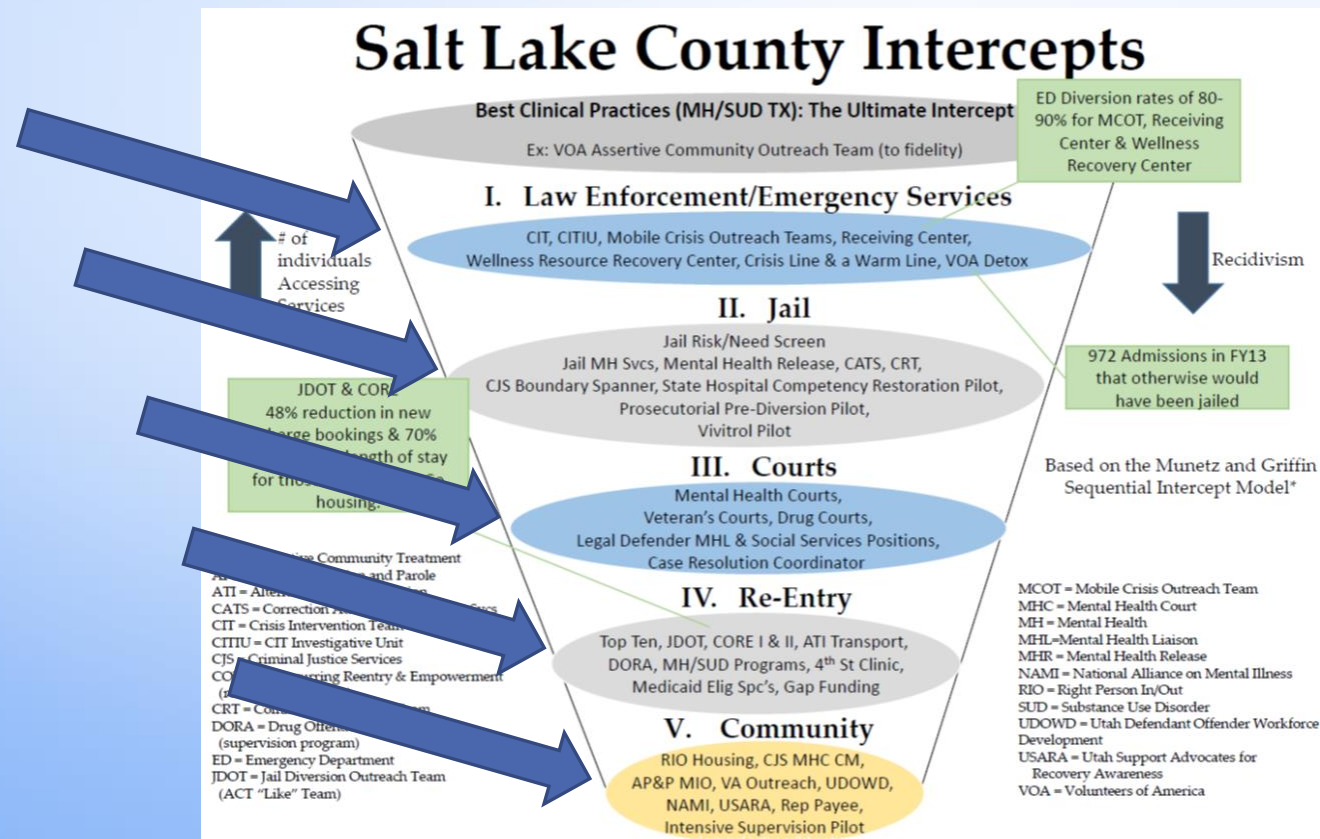 Salt Lake County Intercepts
Best Clinical Practices (MH/SUD TX): The Ultimate Intercept
Ex: VOA Assertive Community Outreach Team (to fidelity)
ED Diversion rates of 80-
90% for MCOT, Receiving
Center & Wellness
Recovery Center
I. Law Enforcement/Emergency Services
CIT, CITIU, Mobile Crisis Outreach Teams, Receiving Center,
Wellness Resource Recovery Center, Crisis Line & a Warm Line, VOA Detox
# of
individuals
Accessing
Services
Recidivism
II. Jail
Jail Risk/Need Screen
Jail MH Svcs, Mental Health Release, CATS, CRT,
CJS Boundary Spanner, State Hospital Competency Restoration Pilot,
Prosecutorial Pre-Diversion Pilot,
Vivitrol Pilot
972 Admissions in FY13
that otherwise would
have been jailed
JDOT & COR
48% reduction in new
bookings & 70%
length of stay
for
housing.
III. Courts
Mental Health Courts,
Veteran's Courts, Drug Courts,
Legal Defender MHL & Social Services Positions,
Case Resolution Coordinator
Based on the Munetz and Griffin
Sequential Intercept Model*
IV. Re-Entry
Top Ten, JDOT, CORE I & II, ATI Transport,
DORA, MH/SUD Programs, 4th St Clinic,
Medicaid Elig Spc's, Gap Funding
V. Community
RIO Housing, CJS MHC CM,
AP&P MIO, VA Outreach, UDOWD,
NAMI, USARA, Rep Payee,
Intensive Supervision Pilot
Community Treatment
and Parole
ATI =
CATS = Correction Svcs
CIT = Crisis Intervention Team
CITIU = CIT Investigative Unit
CJS = Criminal Justice Services
Reentry & Empowerment
CRT =
DORA = Drug
(supervision program)
ED = Emergency Department
JDOT = Jail Diversion Outreach Team
(ACT "Like" Team)
MCOT = Mobile Crisis Outreach Team
MHC = Mental Health Court
MH = Mental Health
MHL=Mental Health Liaison
MHR = Mental Health Release
NAMI = National Alliance on Mental Illness
RIO = Right Person In/Out
SUD = Substance Use Disorder
UDOWD = Utah Defendant Offender Workforce
Development
USARA = Utah Support Advocates for
Recovery Awareness
VOA = Volunteers of America